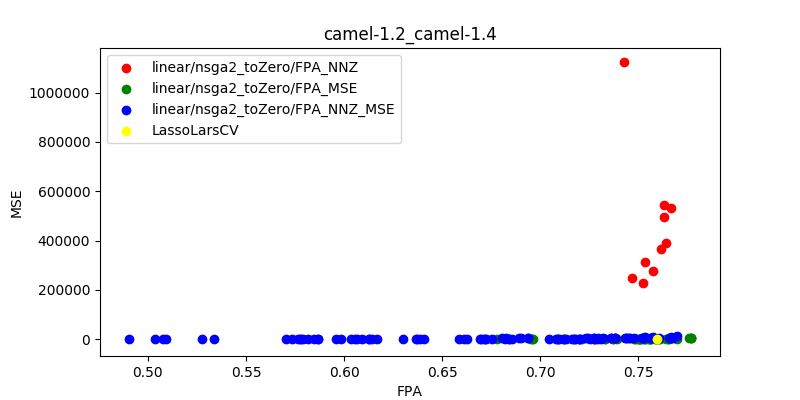 camel-1.2_camel-1.4
linear/nsga2_toZero/FPA_NNZ
linear/nsga2_toZero/FPA_MSE
linear/nsga2_toZero/FPA_NNZ_MSE
LassoLarsCV
MSE
1000000
800000
600000
400000
200000
0
0.50 0.55 0.60 0.65 0.70 0.75
FPA